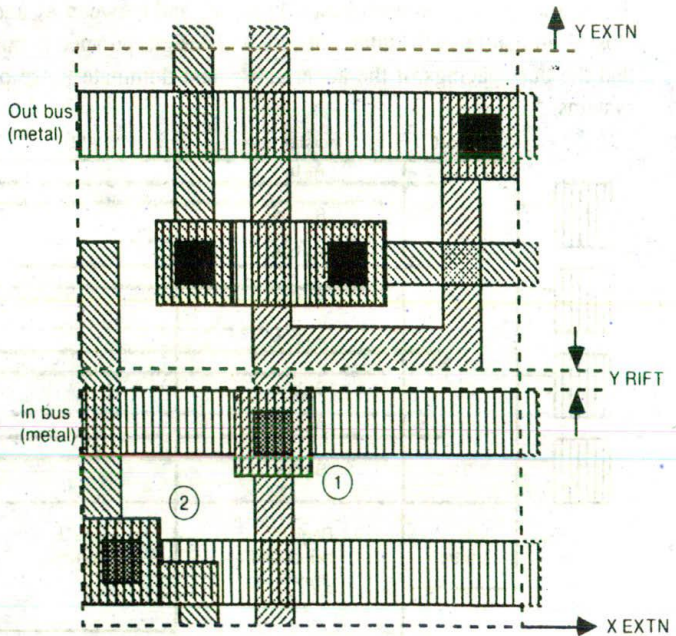 Y EXTN
Out bus
(metal)
Y RIFT
In bus
(metal)
1
2
X EXTN